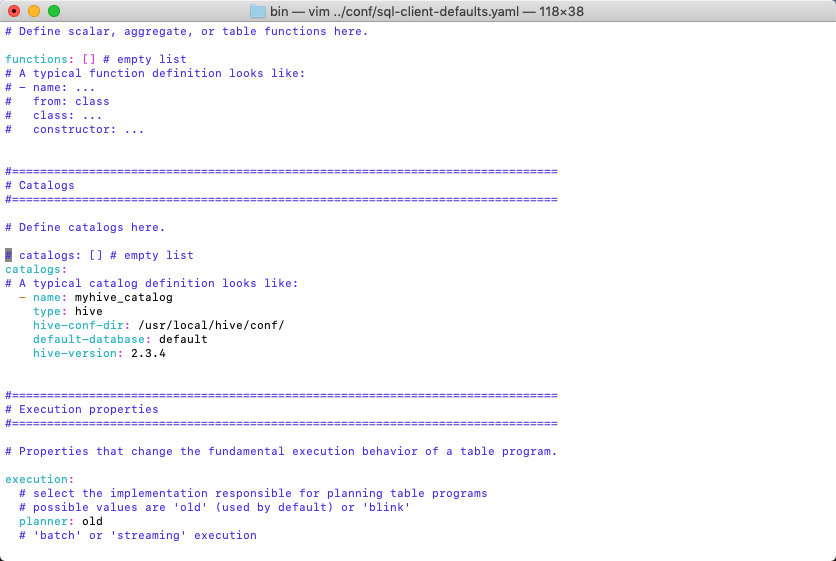 bin — vim ../conf/sql-client-defaults.yaml — 118×38
# Define scalar, aggregate, or table functions here.

functions: [] # empty list
# A typical function definition looks like:
# - name: ...
#   from: class
#   class: ...
#   constructor: ...


#==============================================================================
# Catalogs
#==============================================================================

# Define catalogs here.

# catalogs: [] # empty list
catalogs:
# A typical catalog definition looks like:
  - name: myhive_catalog
    type: hive
    hive-conf-dir: /usr/local/hive/conf/
    default-database: default
    hive-version: 2.3.4


#==============================================================================
# Execution properties
#==============================================================================

# Properties that change the fundamental execution behavior of a table program.

execution:
  # select the implementation responsible for planning table programs
  # possible values are 'old' (used by default) or 'blink'
  planner: old
  # 'batch' or 'streaming' execution